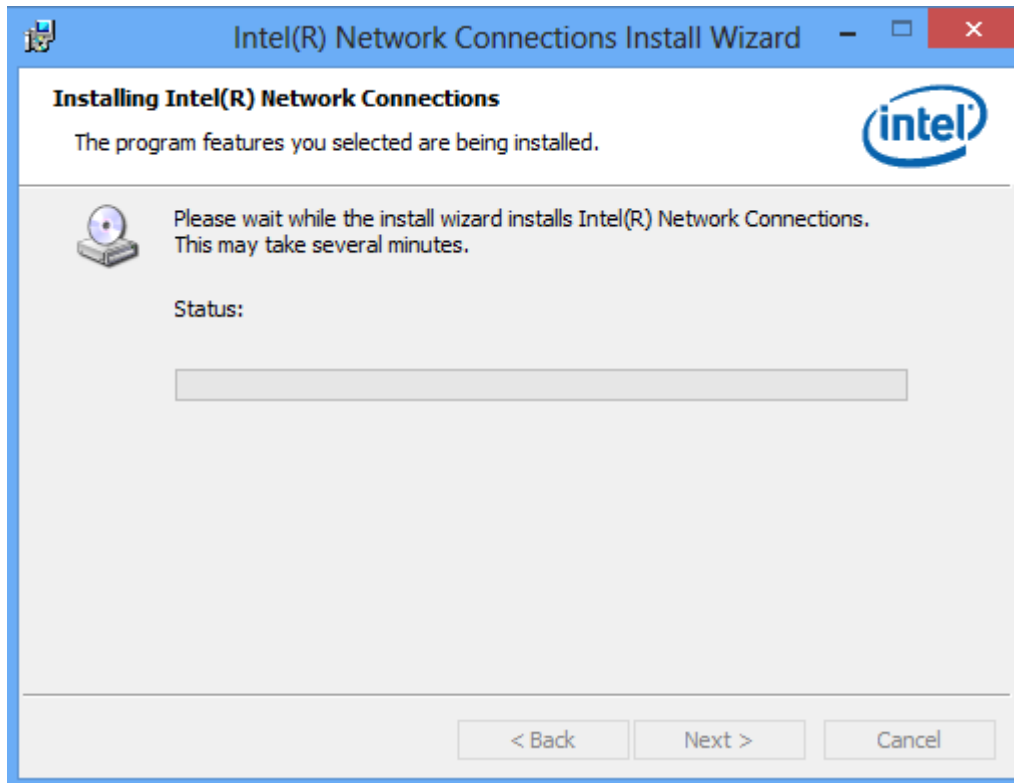 Intel(R) Network Connections Install Wizard
Installing Intel(R) Network Connections
The program features you selected are being installed.
intel
Please wait while the install wizard installs Intel(R) Network Connections.
This may take several minutes.
Status:
< Back Next > Cancel